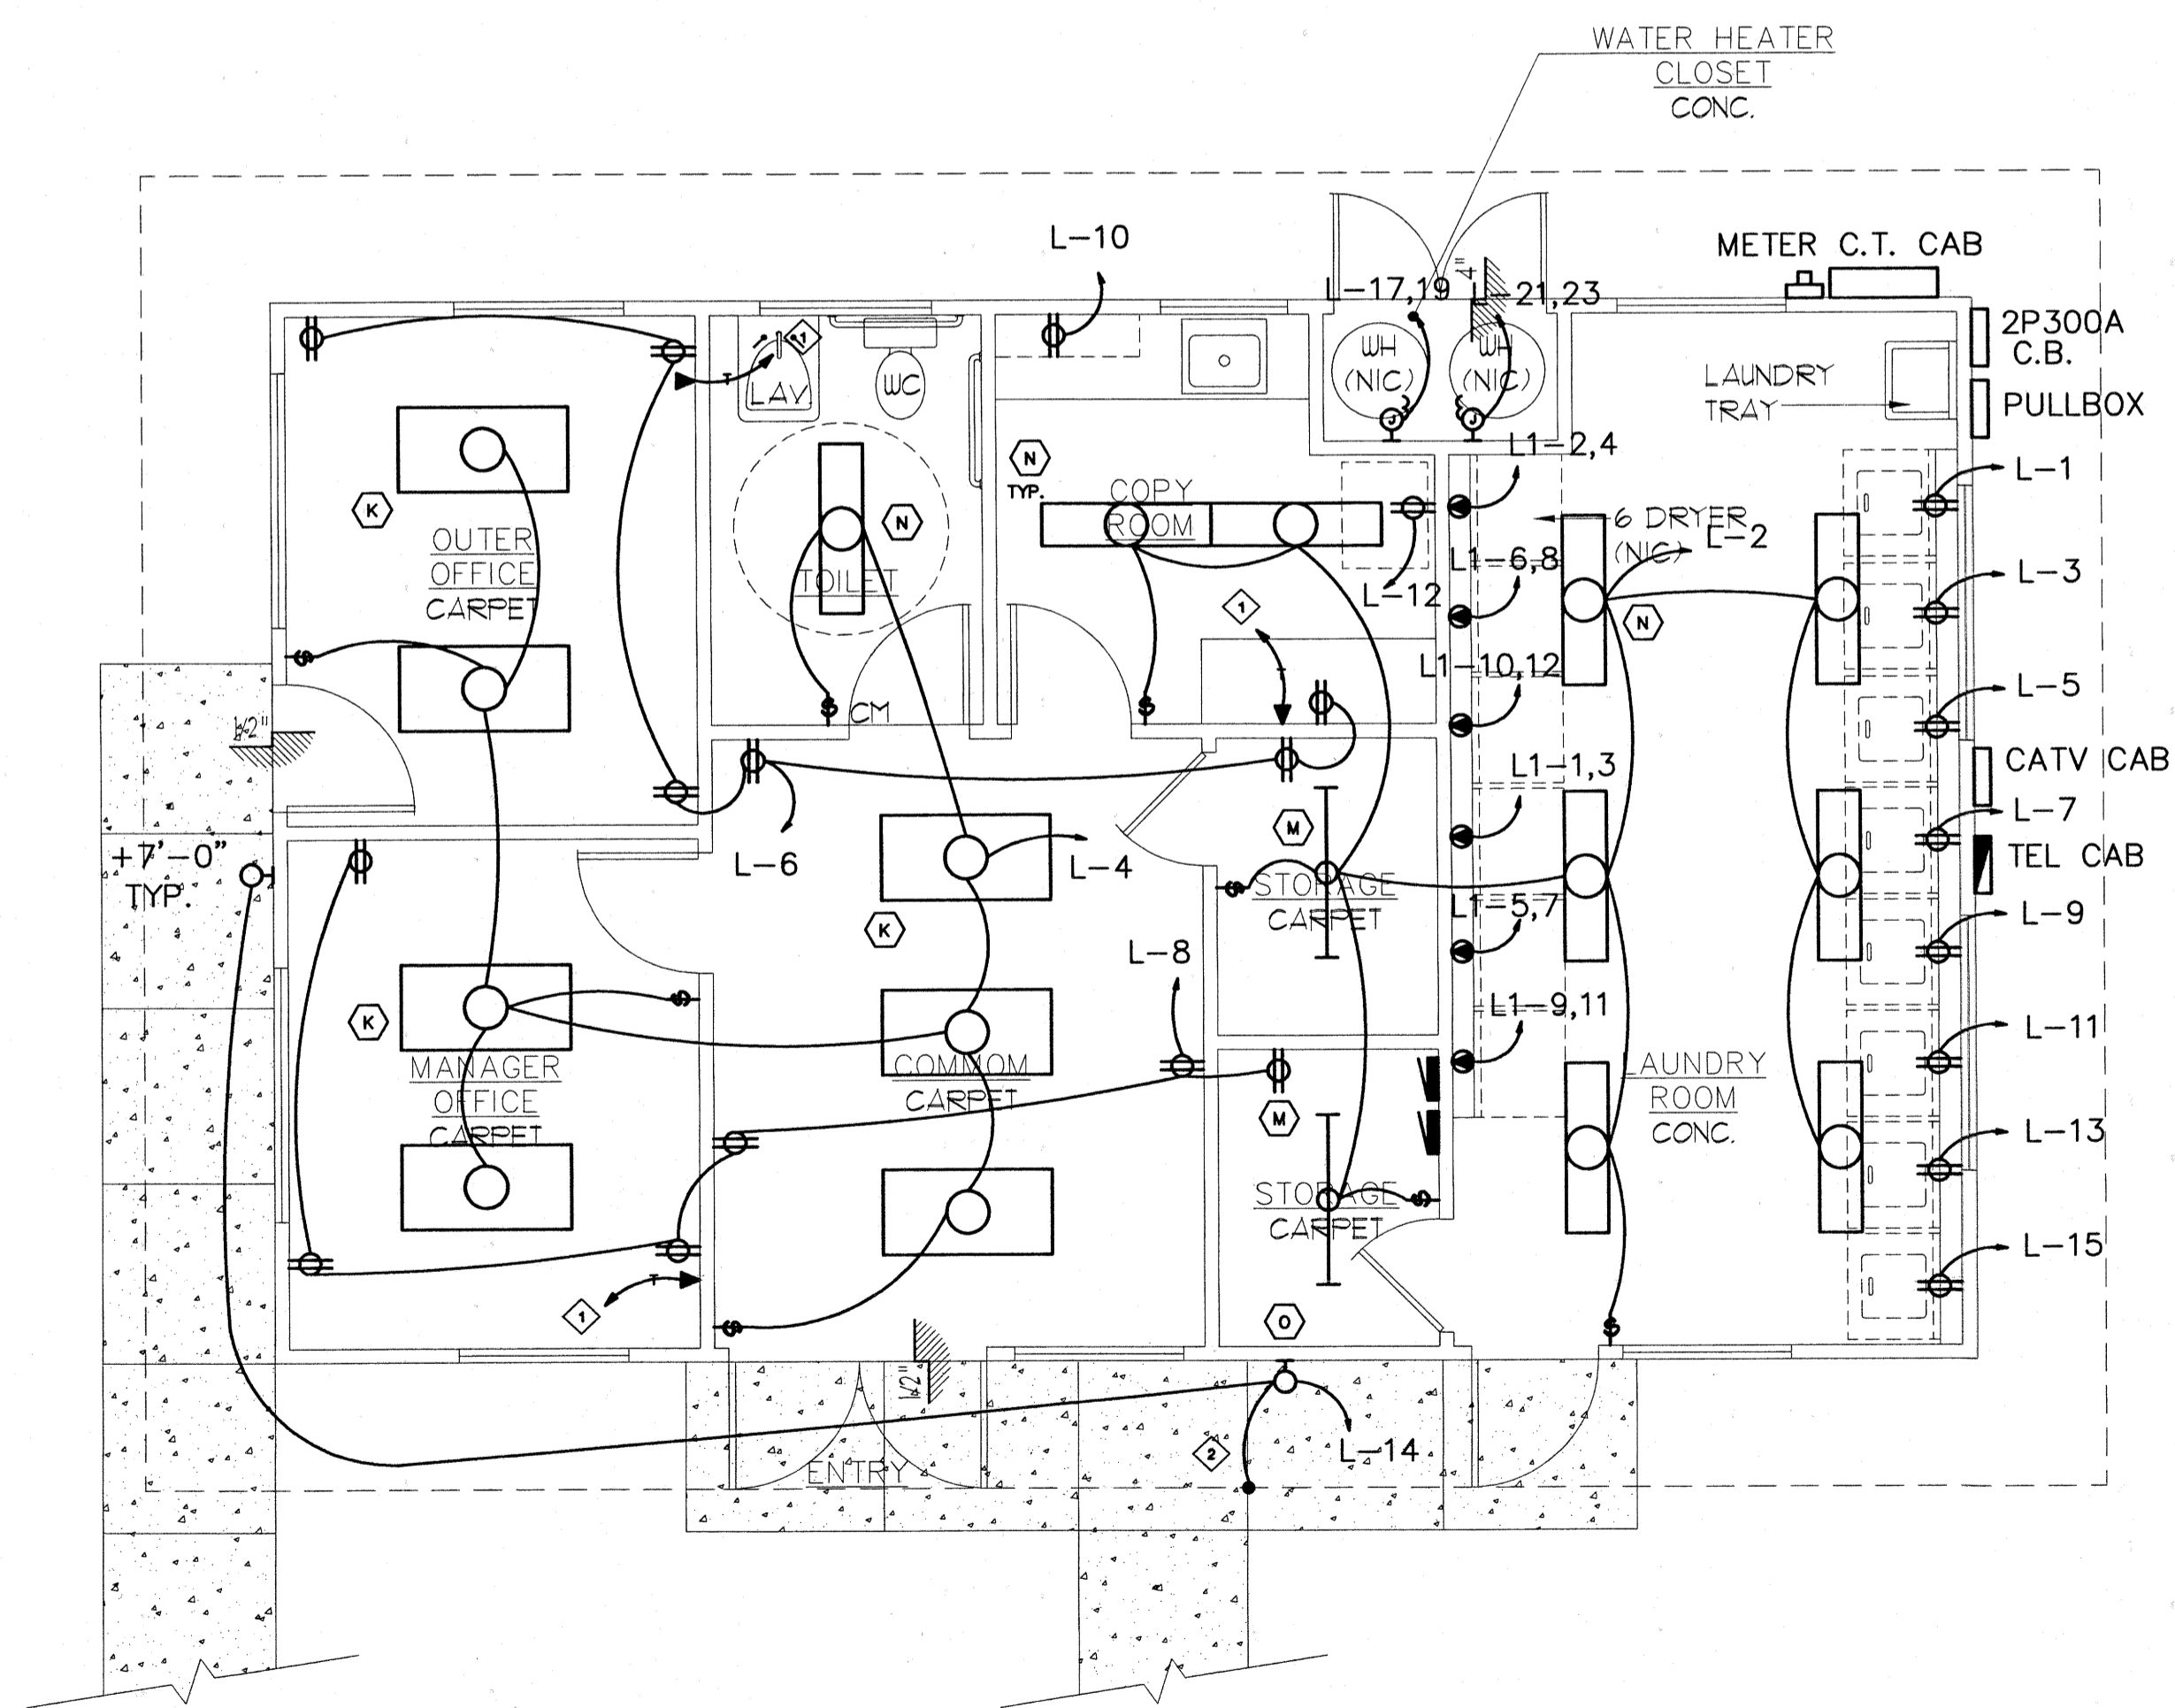 WATER HEATER
CLOSET
CONC.
METER C.T. CAB
L-10
4"
L-17,19
L-21,23
2P300A
C.B.
PULLBOX
1
LAV.
WC
WH
(NIC)
WH
(NIC)
J
J
T
LAUNDRY
TRAY
L1-2,4
L-1
N
TYP.
COPY
ROOM
K
OUTER
OFFICE
CARPET
N
TOILET
6 DRYER
(NIC)
L-2
L1-6,8
L-12
L-3
1
N
T
L1-10,12
L-5
$
$
CM
$
1/2"
L1-1,3
CATV CAB
L-7
M
TEL CAB
+7'-0"
TYP.
L-6
L-4
$
STORAGE
CARPET
L1-5,7
L-9
K
L-8
K
$
L1-9,11
L-11
MANAGER
OFFICE
CARPET
COMMOM
CARPET
LAUNDRY
ROOM
CONC.
M
L-13
STORAGE
CARPET
$
L-15
T
1
$
O
$
1/2"
ENTRY
2
L-14